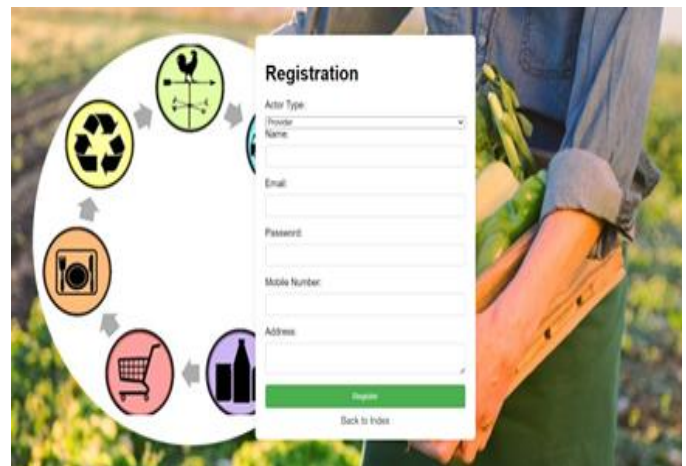 Registration
Actor Type:
Provider
Name:
Email:
Password:
Mobile Number:
Address:
Register
Back to Index